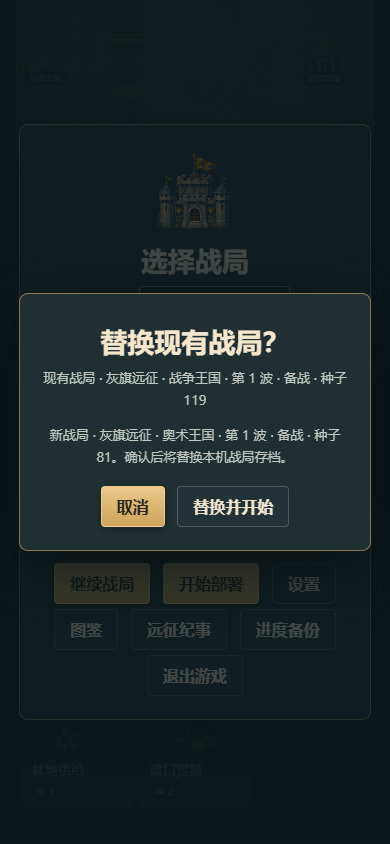 选择战局
替换现有战局？
现有战局 · 灰旗远征 · 战争王国 · 第 1 波 · 备战 · 种子
119
新战局 · 灰旗远征 · 奥术王国 · 第 1 波 · 备战 · 种子
81。确认后将替换本机战局存档。
取消
替换并开始
继续战局
开始部署
设置
图鉴
远征纪事
进度备份
退出游戏
林地供给
渡口贸易